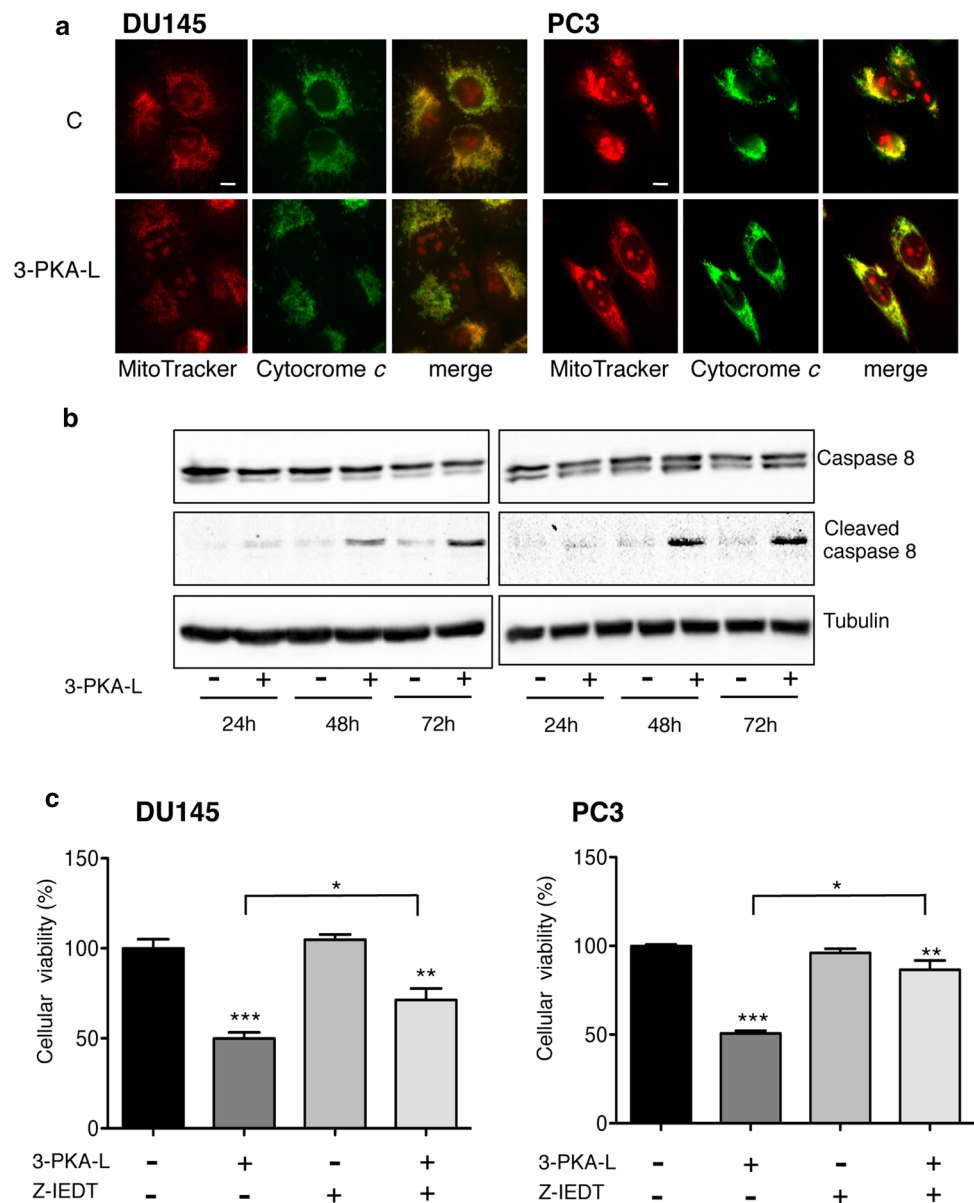 a
DU145
PC3
C
3-PKA-L
MitoTracker Cytocrome c merge MitoTracker Cytocrome c merge
b
Caspase 8
Cleaved
caspase 8
Tubulin
3-PKA-L - + - + - + - + - + - +
24h 48h 72h 24h 48h 72h
c
DU145
PC3
Cellular viability (%)
150
100
50
0
*
***
**
3-PKA-L - + - +
Z-IEDT - - + +
Cellular viability (%)
150
100
50
0
*
***
**
3-PKA-L - + - +
Z-IEDT - - + +